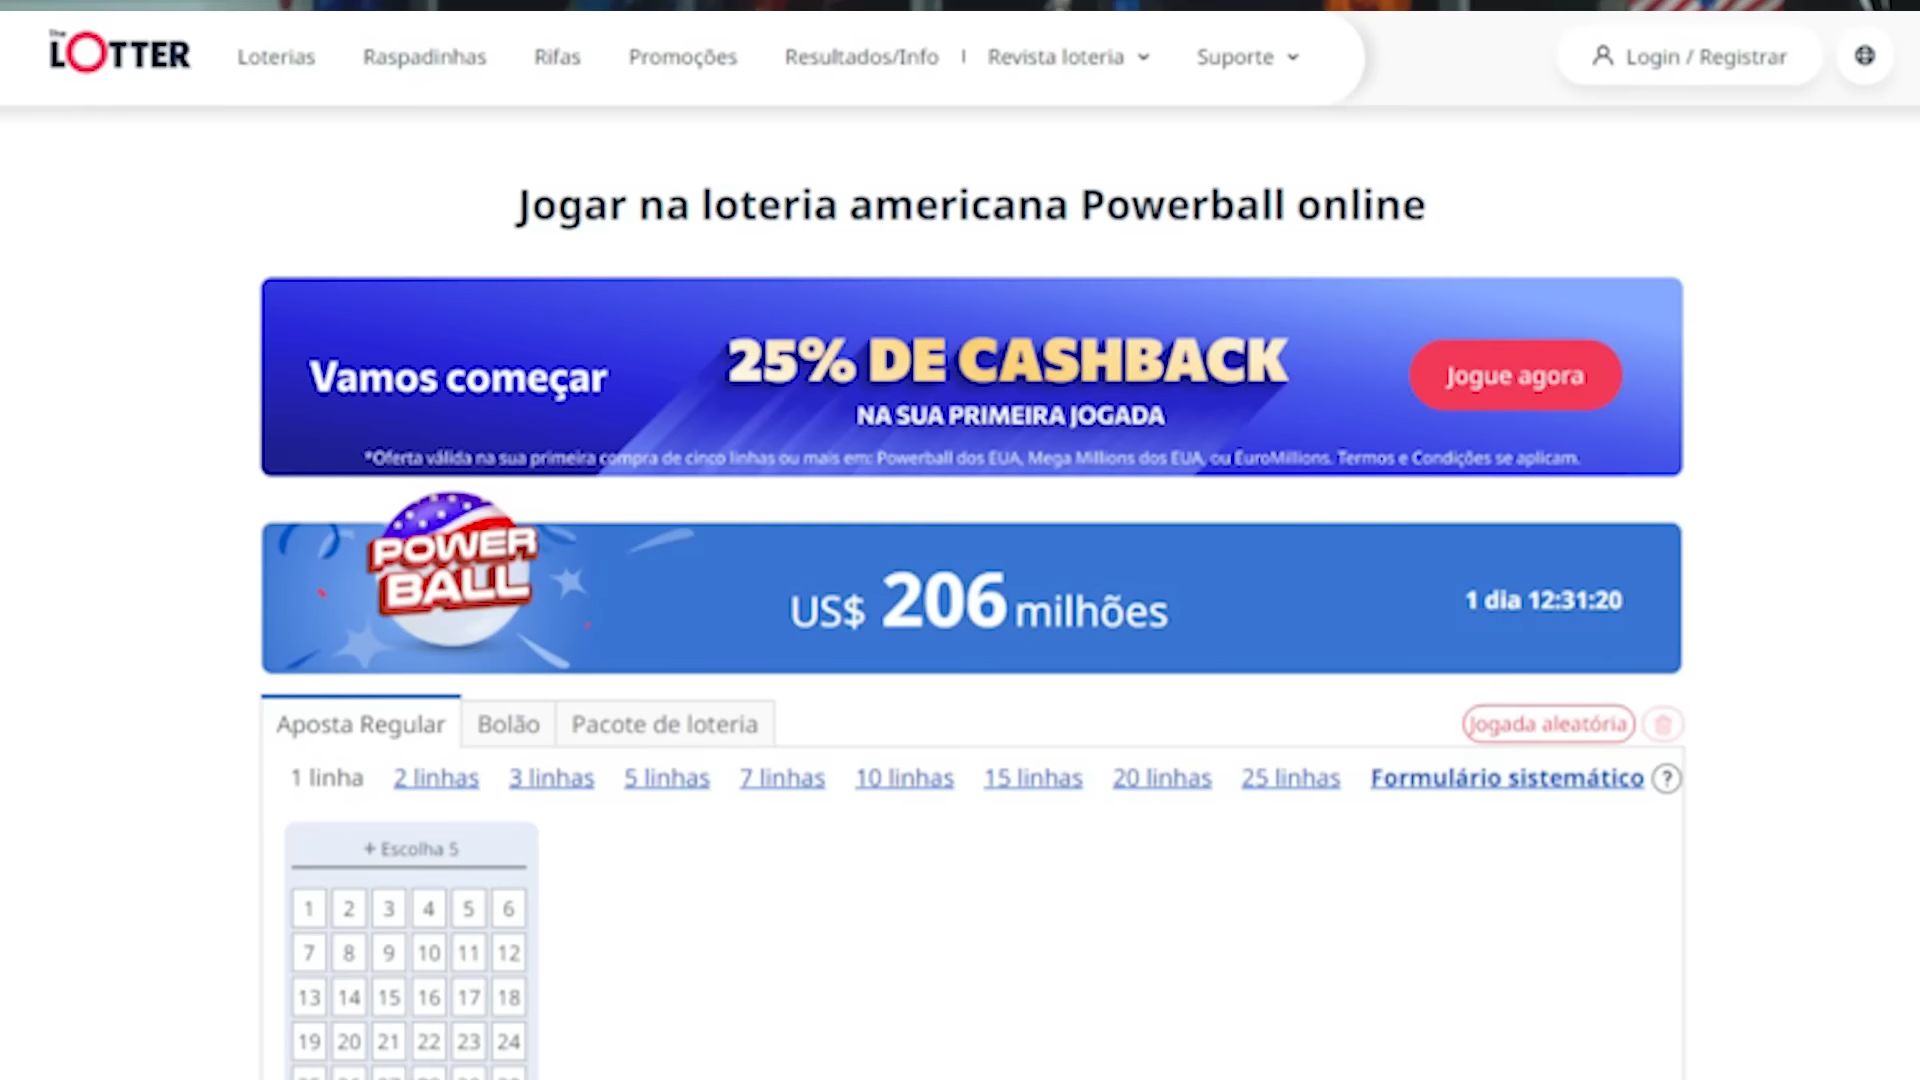 The
LOTTER
Loterias Raspadinhas Rifas Promoções Resultados/Info | Revista loteria Suporte Login / Registrar
Jogar na loteria americana Powerball online
Vamos começar
25% DE CASHBACK
NA SUA PRIMEIRA JOGADA
Jogue agora
*Oferta válida na sua primeira compra de cinco linhas ou mais em: Powerball dos EUA, Mega Millions dos EUA, ou EuroMillions. Termos e Condições se aplicam.
POWER
BALL
US$ 206 milhões
1 dia 12:31:20
Aposta Regular Bolão Pacote de loteria Jogada aleatória
1 linha 2 linhas 3 linhas 5 linhas 7 linhas 10 linhas 15 linhas 20 linhas 25 linhas Formulário sistemático ?
+ Escolha 5
1 2 3 4 5 6
7 8 9 10 11 12
13 14 15 16 17 18
19 20 21 22 23 24